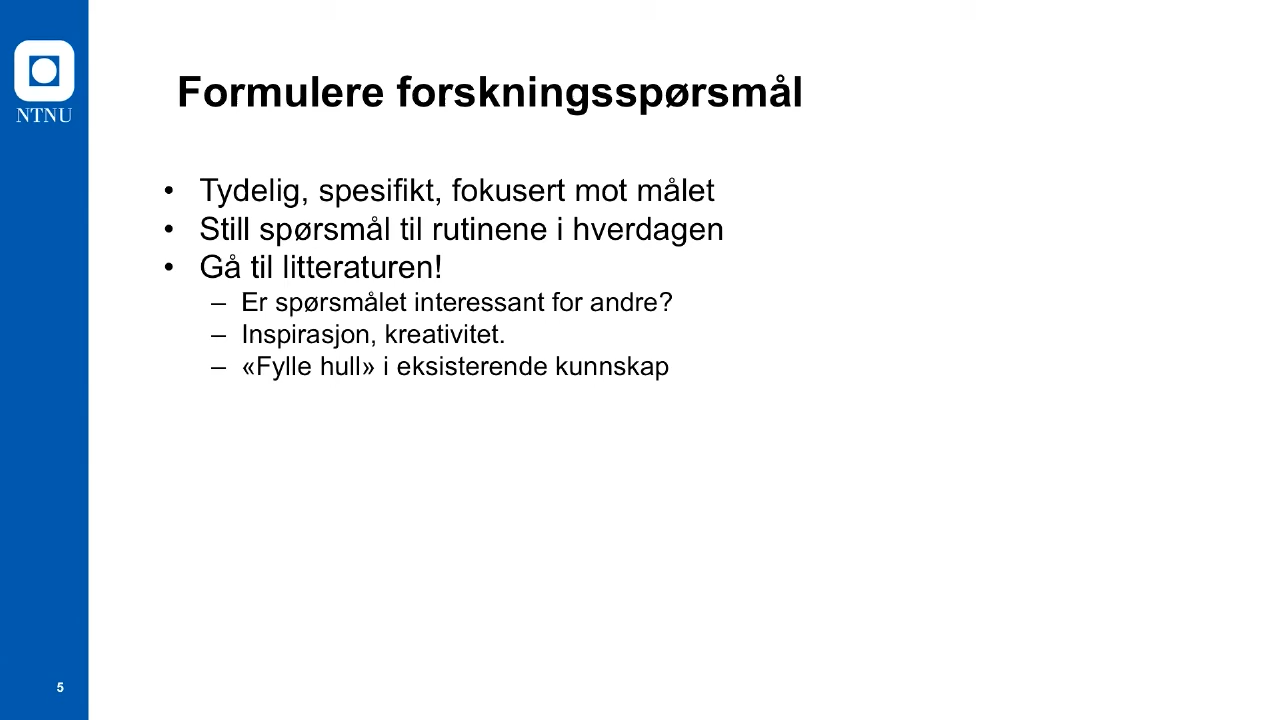 NTNU
Formulere forskningsspørsmål
• Tydelig, spesifikt, fokusert mot målet
• Still spørsmål til rutinene i hverdagen
• Gå til litteraturen!
– Er spørsmålet interessant for andre?
– Inspirasjon, kreativitet.
– «Fylle hull» i eksisterende kunnskap
5